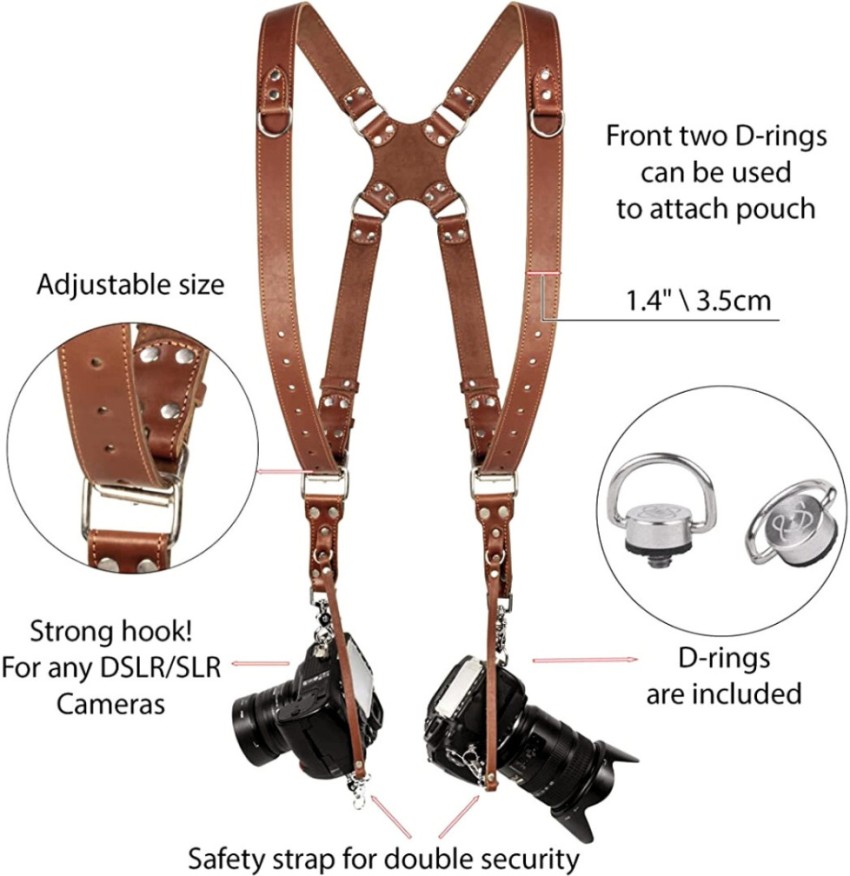 Front two D-rings
can be used
to attach pouch
Adjustable size
1.4" \ 3.5cm
Strong hook!
For any DSLR/SLR
Cameras
D-rings
are included
Safety strap for double security